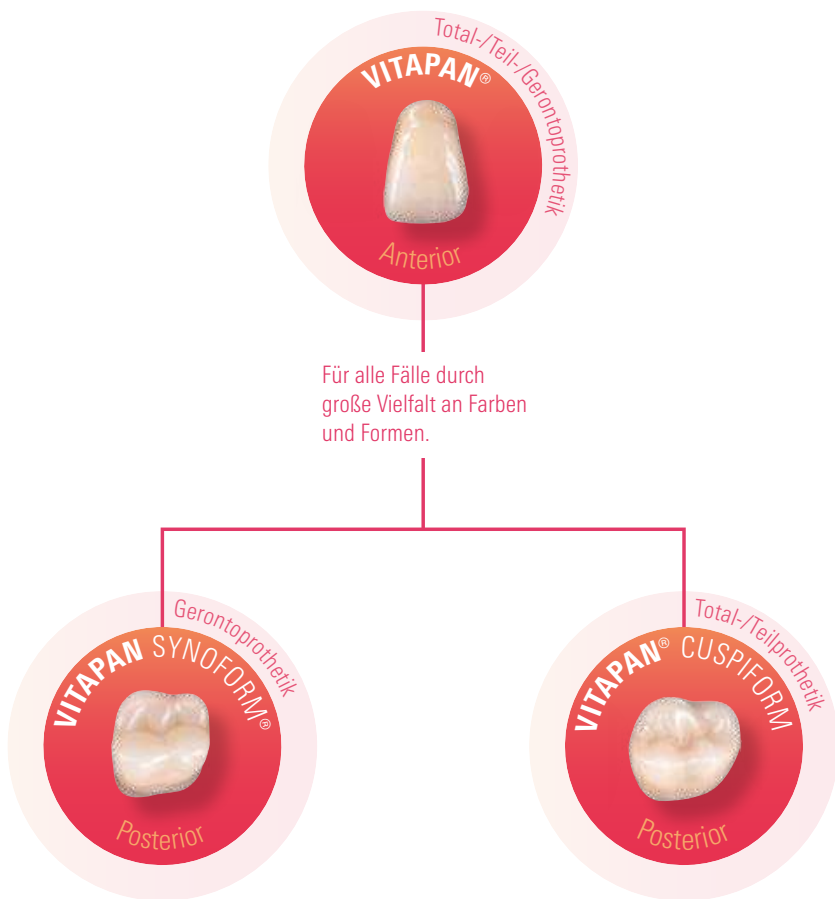 Total-/Teil-/Gerontoprothetik
VITAPAN®
Anterior
Für alle Fälle durch
große Vielfalt an Farben
und Formen.
Gerontoprothetik
VITAPAN SYNOFORM®
Posterior
Total-/Teilprothetik
VITAPAN® CUSPIFORM
Posterior